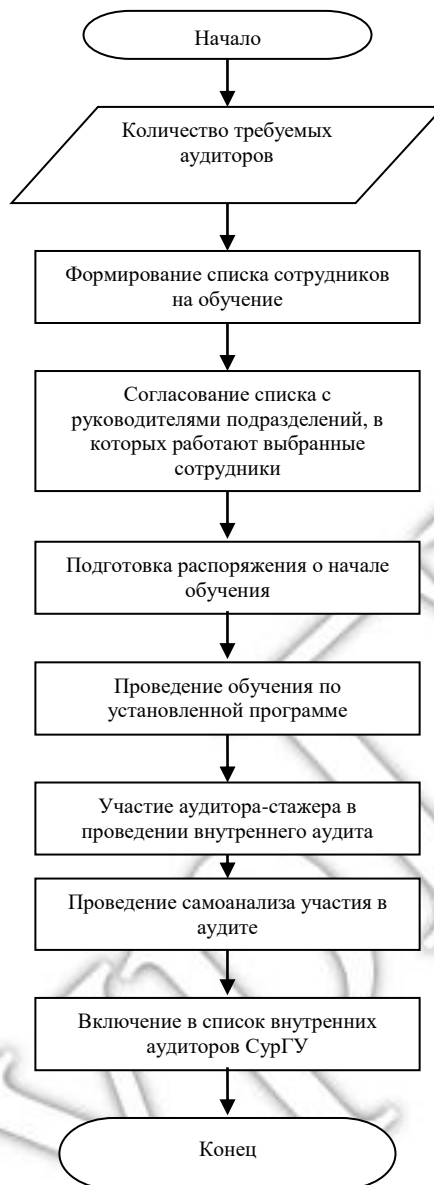 Начало
Количество требуемых
аудиторов
Формирование списка сотрудников
на обучение
Согласование списка с
руководителями подразделений, в
которых работают выбранные
сотрудники
Подготовка распоряжения о начале
обучения
Проведение обучения по
установленной программе
Участие аудитора-стажера в
проведении внутреннего аудита
Проведение самоанализа участия в
аудите
Включение в список внутренних
аудиторов СурГУ
Конец